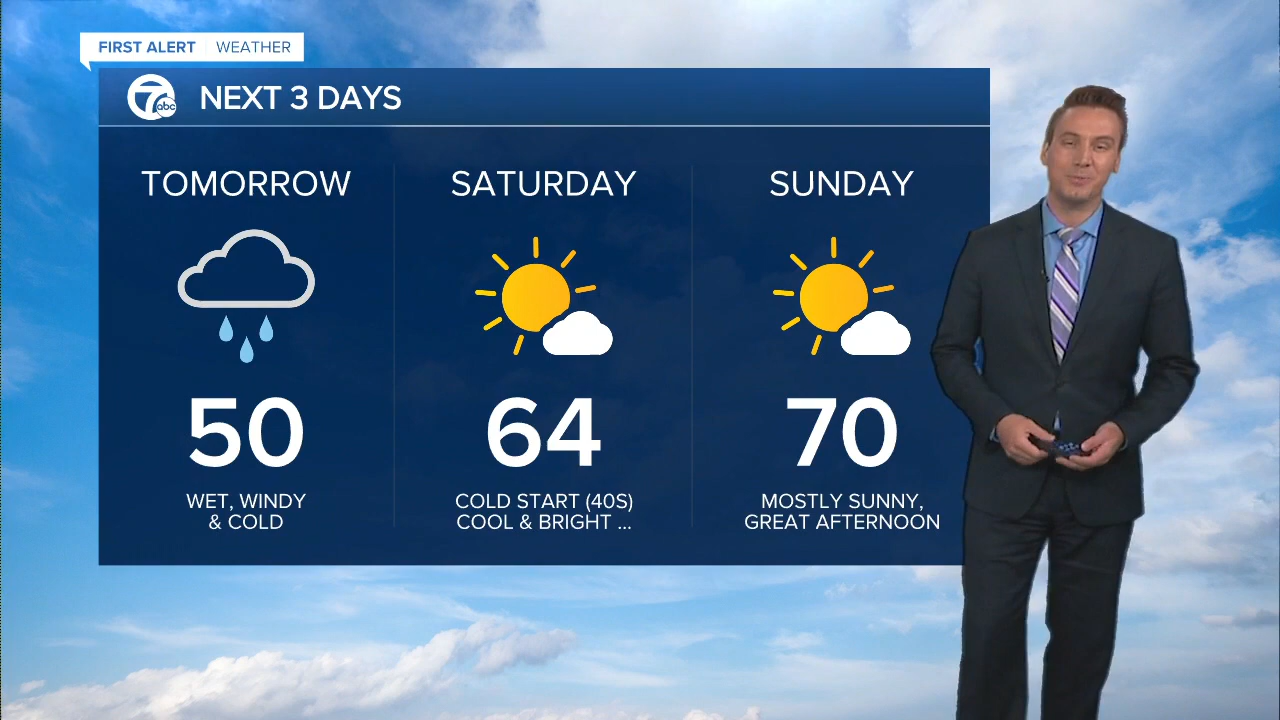 FIRST ALERT WEATHER
7 abc NEXT 3 DAYS
TOMORROW
50
WET, WINDY
& COLD
SATURDAY
64
COLD START (40S)
COOL & BRIGHT ...
SUNDAY
70
MOSTLY SUNNY,
GREAT AFTERNOON